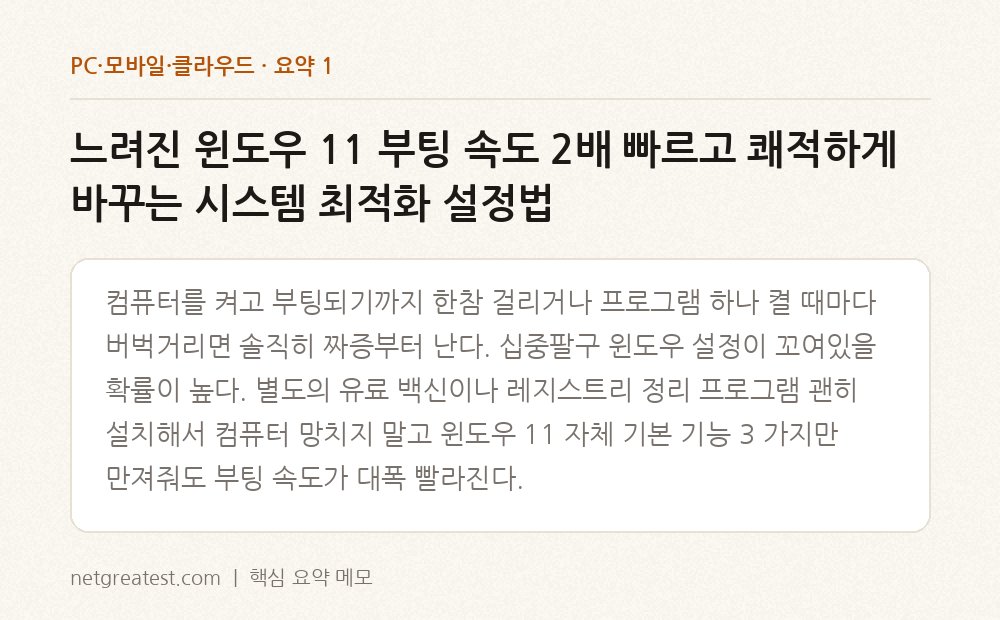 PC·모바일·클라우드 · 요약 1
느려진 윈도우 11 부팅 속도 2배 빠르고 쾌적하게
바꾸는 시스템 최적화 설정법
컴퓨터를 켜고 부팅되기까지 한참 걸리거나 프로그램 하나 켤 때마다
버벅거리면 솔직히 짜증부터 난다. 십중팔구 윈도우 설정이 꼬여있을
확률이 높다. 별도의 유료 백신이나 레지스트리 정리 프로그램 괜히
설치해서 컴퓨터 망치지 말고 윈도우 11 자체 기본 기능 3 가지만
만져줘도 부팅 속도가 대폭 빨라진다.
netgreatest.com | 핵심 요약 메모